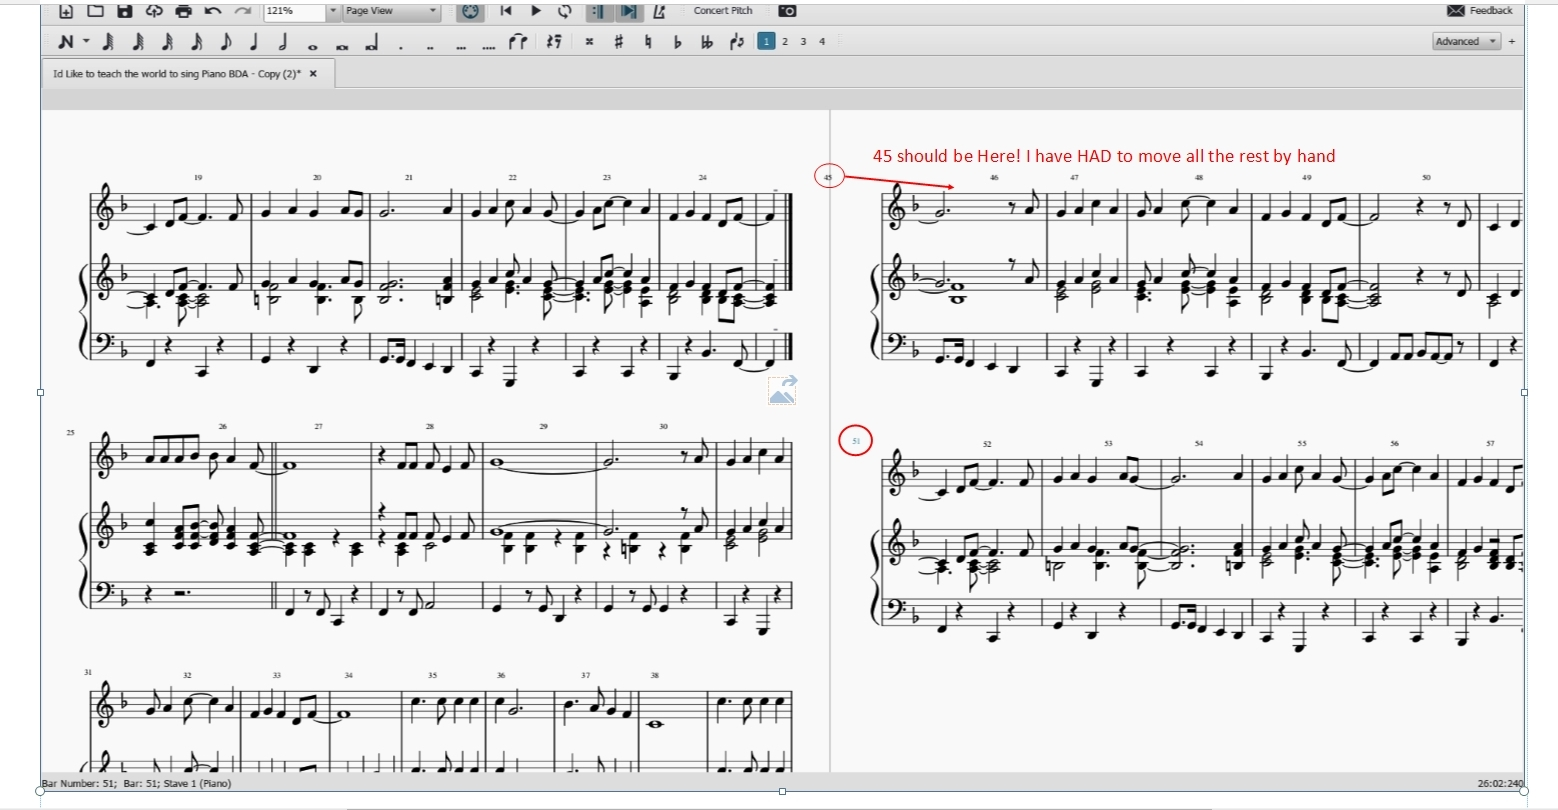 121% Page View Concert Pitch Feedback
1 2 3 4 Advanced +
Id Like to teach the world to sing Piano BDA - Copy (2)* ×
45 should be Here! I have HAD to move all the rest by hand
19 20 21 22 23 24 45 46 47 48 49 50
25 26 27 28 29 30 51 52 53 54 55 56 57
31 32 33 34 35 36 37 38
Bar Number: 51; Bar: 51; Stave 1 (Piano) 26:02:240